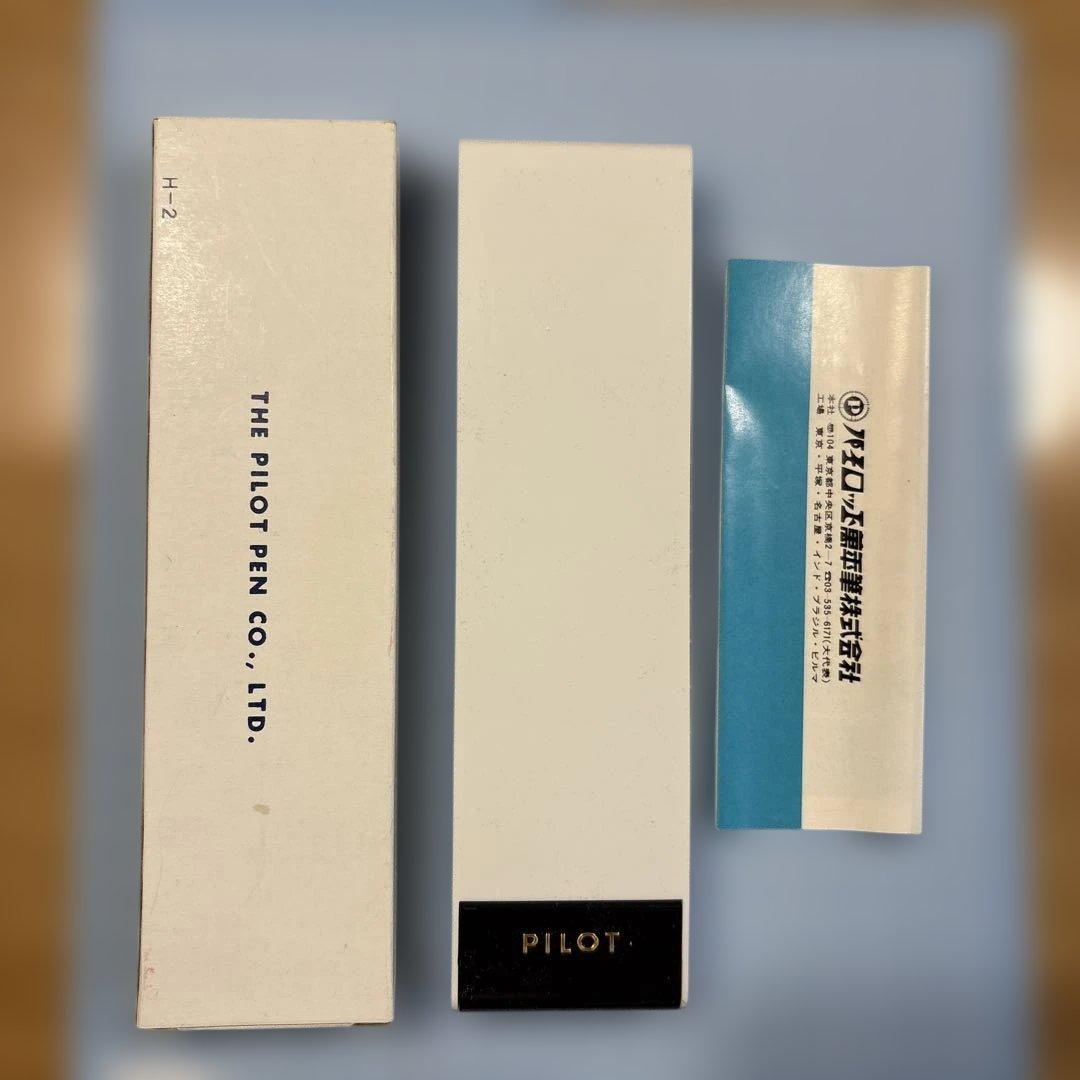 H-2
THE PILOT PEN CO., LTD.
PILOT
パイロット萬年筆株式会社
本社 〒104 東京都中央区京橋2-7 ☎03-535-6171(大代表)
工場 東京・平塚・名古屋・インド・ブラジル・ビルマ